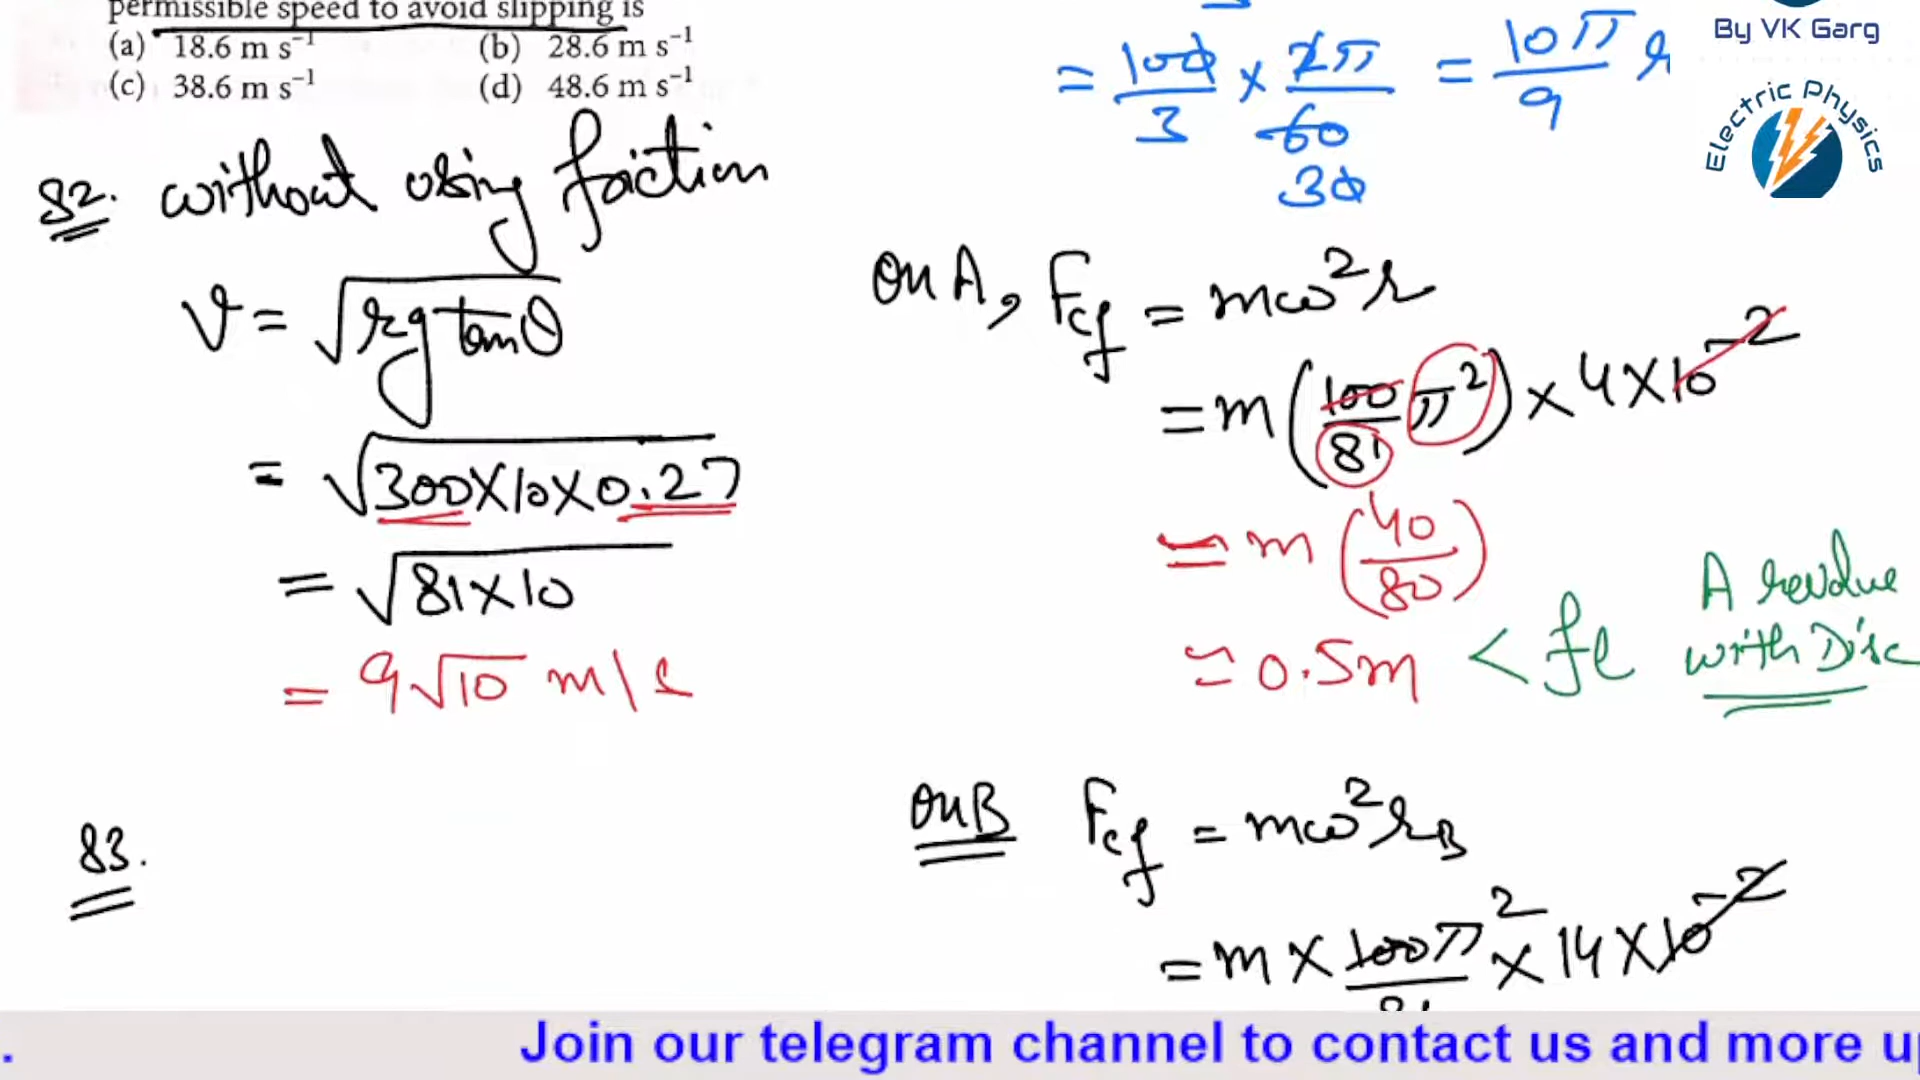 permissible speed to avoid slipping is
(a) 18.6 m s⁻¹ (b) 28.6 m s⁻¹
(c) 38.6 m s⁻¹ (d) 48.6 m s⁻¹
82. without using friction
v = √(rg tanθ)
= √(300×10×0.27)
= √(81×10)
= 9√10 m/s
83.
= 100/3 × 2π/60 = 10π/9
30
on A, Fcf = mω²r
= m(100/81 π²) × 4×10⁻²
≃ m(40/80)
≃ 0.5m < fl
A revolve
with Disc
on B Fcf = mω²rB
= m × 100π²/81 × 14×10⁻²
By VK Garg
Electric Physics
. Join our telegram channel to contact us and more up